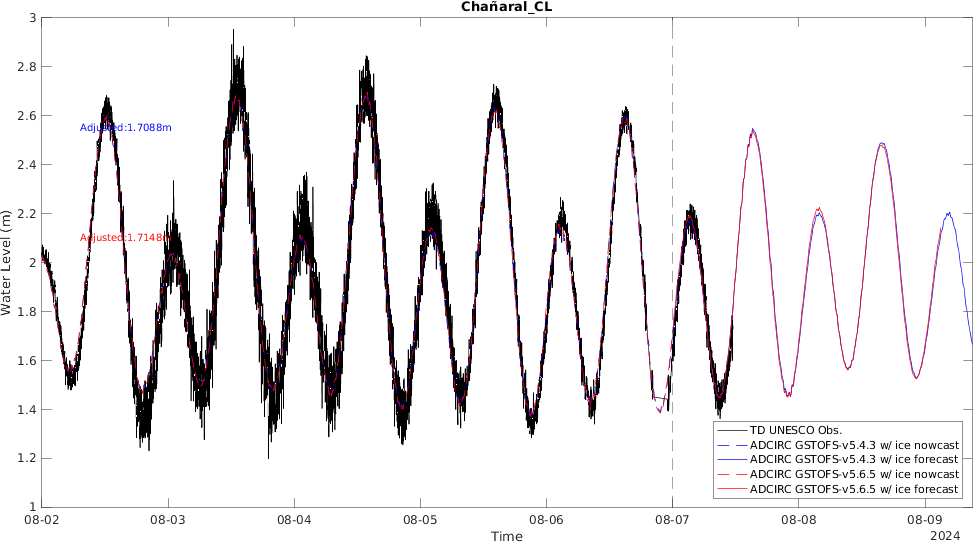 Chañaral_CL
Water Level (m)
3
2.8
2.6
2.4
2.2
2
1.8
1.6
1.4
1.2
1
Adjusted:1.7088m
Adjusted:1.7148m
TD UNESCO Obs.
ADCIRC GSTOFS-v5.4.3 w/ ice nowcast
ADCIRC GSTOFS-v5.4.3 w/ ice forecast
ADCIRC GSTOFS-v5.6.5 w/ ice nowcast
ADCIRC GSTOFS-v5.6.5 w/ ice forecast
08-02 08-03 08-04 08-05 08-06 08-07 08-08 08-09
Time
2024